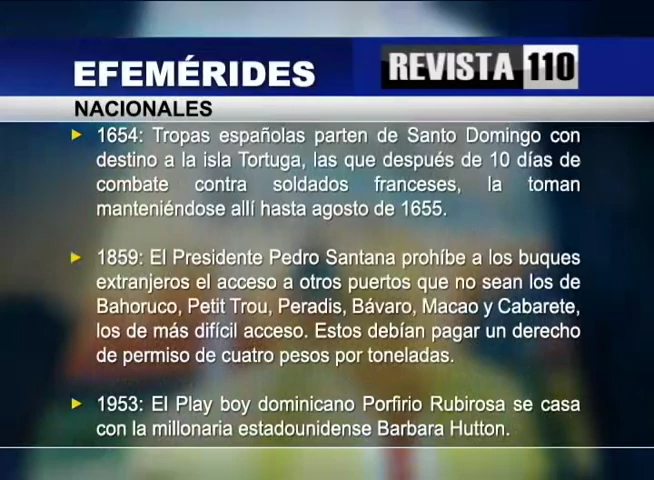 EFEMÉRIDES
REVISTA 110
NACIONALES
1654: Tropas españolas parten de Santo Domingo con
destino a la isla Tortuga, las que después de 10 días de
combate contra soldados franceses, la toman
manteniéndose allí hasta agosto de 1655.
1859: El Presidente Pedro Santana prohíbe a los buques
extranjeros el acceso a otros puertos que no sean los de
Bahoruco, Petit Trou, Peradis, Bávaro, Macao y Cabarete,
los de más difícil acceso. Estos debían pagar un derecho
de permiso de cuatro pesos por toneladas.
1953: El Play boy dominicano Porfirio Rubirosa se casa
con la millonaria estadounidense Barbara Hutton.